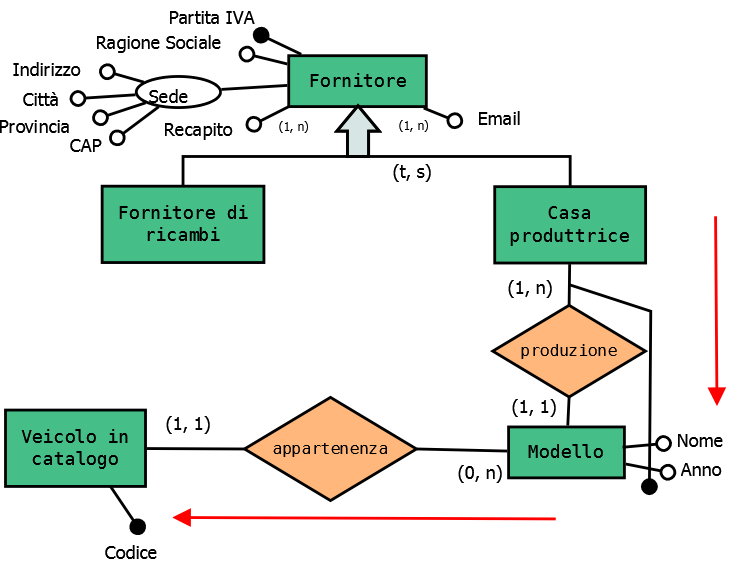 Partita IVA
Ragione Sociale
Indirizzo
Città
Provincia
CAP
Sede
Fornitore
Recapito
(1, n)
(1, n)
Email
(t, s)
Fornitore di
ricambi
Casa
produttrice
(1, n)
produzione
(1, 1)
Veicolo in
catalogo
(1, 1)
appartenenza
(0, n)
Modello
Nome
Anno
Codice